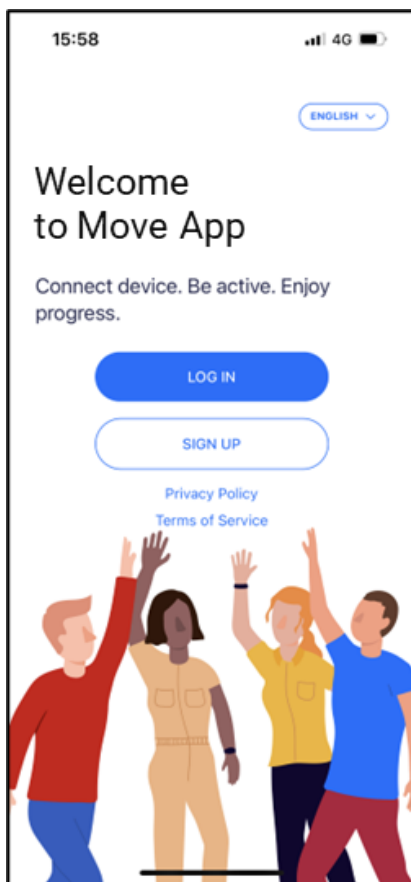 15:58 4G
ENGLISH
Welcome
to Move App
Connect device. Be active. Enjoy
progress.
LOG IN
SIGN UP
Privacy Policy
Terms of Service